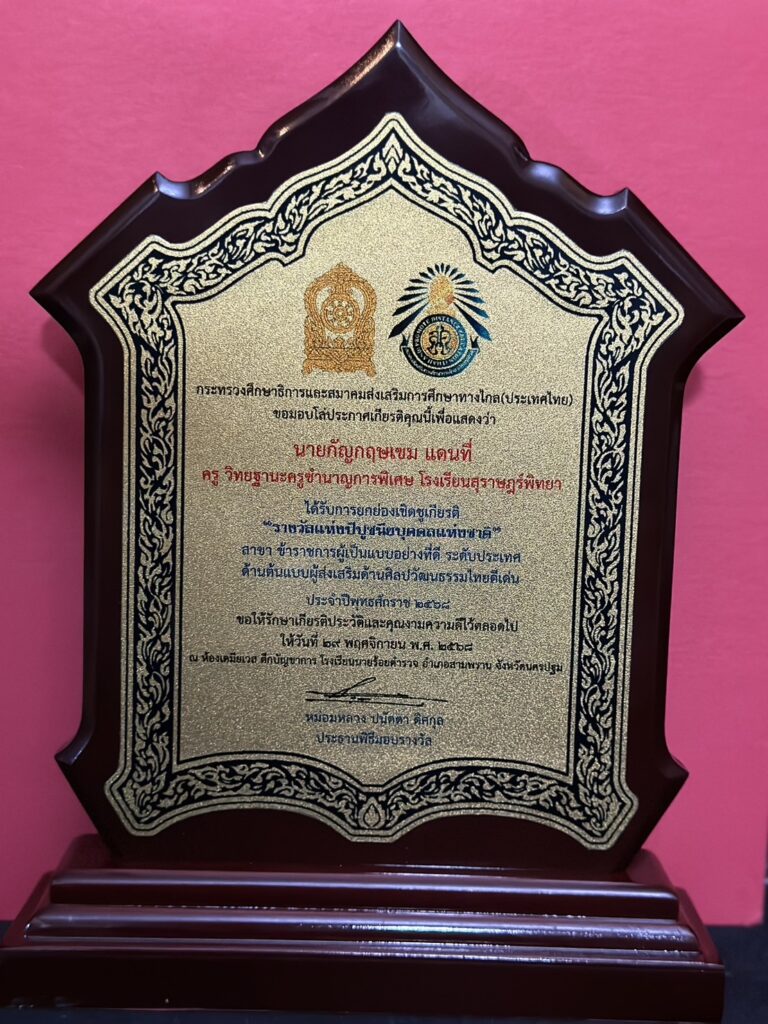 กระทรวงศึกษาธิการและสมาคมส่งเสริมการศึกษาทางไกล(ประเทศไทย)
ขอมอบโล่ประกาศเกียรติคุณนี้เพื่อแสดงว่า
นายกัญกฤษเขม แดนที่
ครู วิทยฐานะครูชำนาญการพิเศษ โรงเรียนสุราษฎร์พิทยา
ได้รับการยกย่องเชิดชูเกียรติ
“รางวัลแห่งปีปูชนียบุคคลแห่งชาติ”
สาขา ข้าราชการผู้เป็นแบบอย่างที่ดี ระดับประเทศ
ด้านต้นแบบผู้ส่งเสริมด้านศิลปวัฒนธรรมไทยดีเด่น
ประจำปีพุทธศักราช ๒๕๖๘
ขอให้รักษาเกียรติประวัติและคุณงามความดีไว้ตลอดไป
ให้วันที่ ๒๙ พฤศจิกายน พ.ศ. ๒๕๖๘
ณ ห้องเตมียเวส ตึกบัญชาการ โรงเรียนนายร้อยตำรวจ อำเภอสามพราน จังหวัดนครปฐม
หม่อมหลวง ปนัดดา ดิศกุล
ประธานพิธีมอบรางวัล